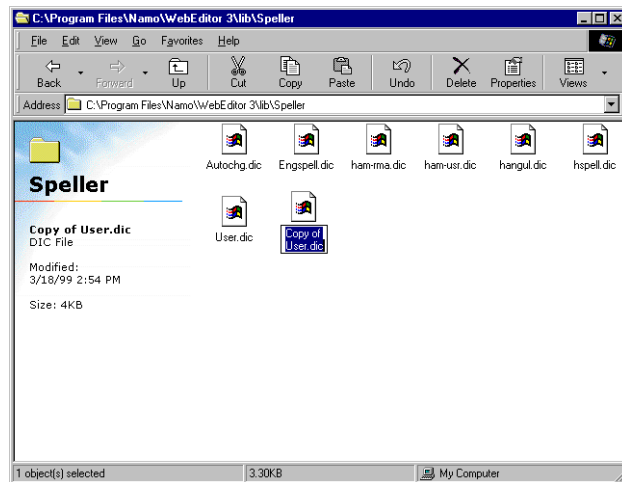 C:\Program Files\Namo\WebEditor 3\lib\Speller
File Edit View Go Favorites Help
Back Forward Up Cut Copy Paste Undo Delete Properties Views
Address C:\Program Files\Namo\WebEditor 3\lib\Speller
Speller
Copy of User.dic
DIC File
Modified:
3/18/99 2:54 PM
Size: 4KB
Autochg.dic Engspell.dic ham-rma.dic ham-usr.dic hangul.dic hspell.dic
User.dic
Copy of
User.dic
1 object(s) selected 3.30KB My Computer